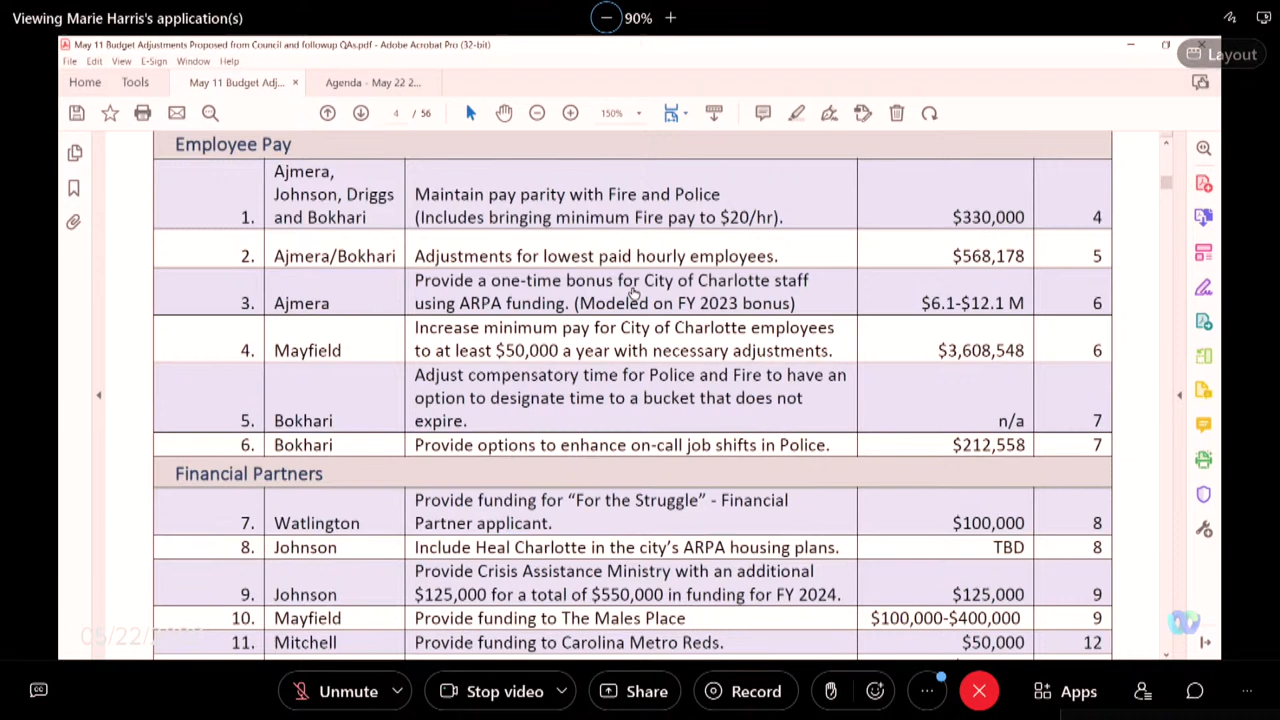 Viewing Marie Harris's application(s)
90%
May 11 Budget Adjustments Proposed from Council and followup QAs.pdf - Adobe Acrobat Pro (32-bit)
Layout
File Edit View E-Sign Window Help
Home Tools May 11 Budget Adj... × Agenda - May 22 2...
4 / 56 150%
Employee Pay
Ajmera,
Johnson, Driggs
and Bokhari
1.
Maintain pay parity with Fire and Police
(Includes bringing minimum Fire pay to $20/hr).
$330,000 4
2. Ajmera/Bokhari Adjustments for lowest paid hourly employees. $568,178 5
Provide a one-time bonus for City of Charlotte staff
3. Ajmera using ARPA funding. (Modeled on FY 2023 bonus) $6.1-$12.1 M 6
Increase minimum pay for City of Charlotte employees
4. Mayfield to at least $50,000 a year with necessary adjustments. $3,608,548 6
Adjust compensatory time for Police and Fire to have an
option to designate time to a bucket that does not
5. Bokhari expire. n/a 7
6. Bokhari Provide options to enhance on-call job shifts in Police. $212,558 7
Financial Partners
Provide funding for “For the Struggle” - Financial
7. Watlington Partner applicant. $100,000 8
8. Johnson Include Heal Charlotte in the city’s ARPA housing plans. TBD 8
Provide Crisis Assistance Ministry with an additional
9. Johnson $125,000 for a total of $550,000 in funding for FY 2024. $125,000 9
10. Mayfield Provide funding to The Males Place $100,000-$400,000 9
11. Mitchell Provide funding to Carolina Metro Reds. $50,000 12
05/22/
CC Unmute Stop video Share Record Apps